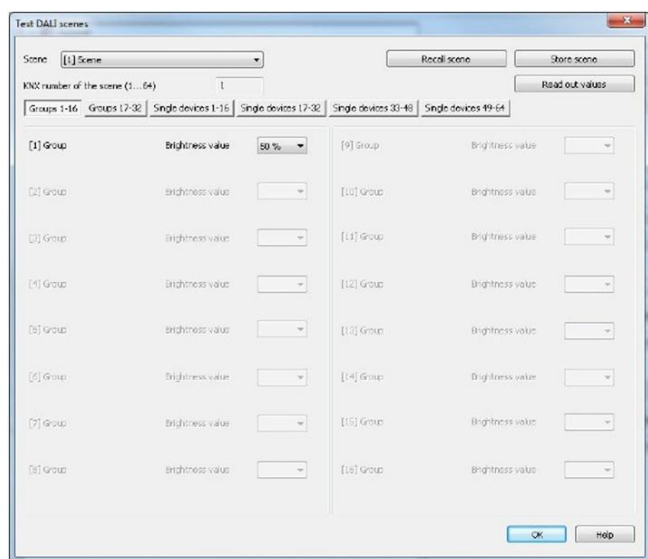 Test DALI scenes
Scene [1] Scene Recall scene Store scene
KNX number of the scene (1...64) 1 Read out values
Groups 1-16 Groups 17-32 Single devices 1-16 Single devices 17-32 Single devices 33-48 Single devices 49-64
[1] Group Brightness value 50 % [9] Group Brightness value
[2] Group Brightness value [10] Group Brightness value
[3] Group Brightness value [11] Group Brightness value
[4] Group Brightness value [12] Group Brightness value
[5] Group Brightness value [13] Group Brightness value
[6] Group Brightness value [14] Group Brightness value
[7] Group Brightness value [15] Group Brightness value
[8] Group Brightness value [16] Group Brightness value
OK Help